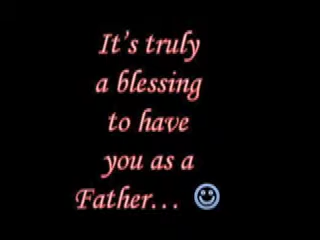 It's truly
a blessing
to have
you as a
Father... ☺